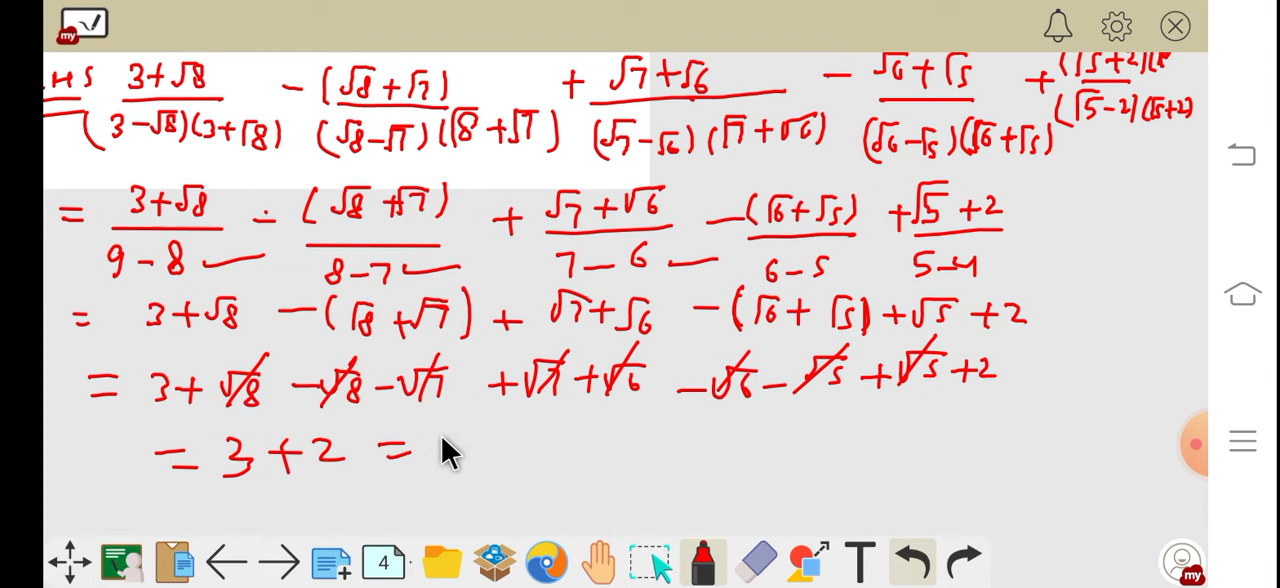 my
LHS (3+√8)/((3-√8)(3+√8)) - (√8+√7)/((√8-√7)(√8+√7)) + (√7+√6)/((√7-√6)(√7+√6)) - (√6+√5)/((√6-√5)(√6+√5)) + (√5+2)/((√5-2)(√5+2))
= (3+√8)/(9-8) - (√8+√7)/(8-7) + (√7+√6)/(7-6) - (√6+√5)/(6-5) + (√5+2)/(5-4)
= 3+√8 -(√8+√7) + √7+√6 -(√6+√5)+√5+2
= 3+√8 -√8-√7 +√7+√6 -√6-√5+√5+2
= 3+2 =
4 T my